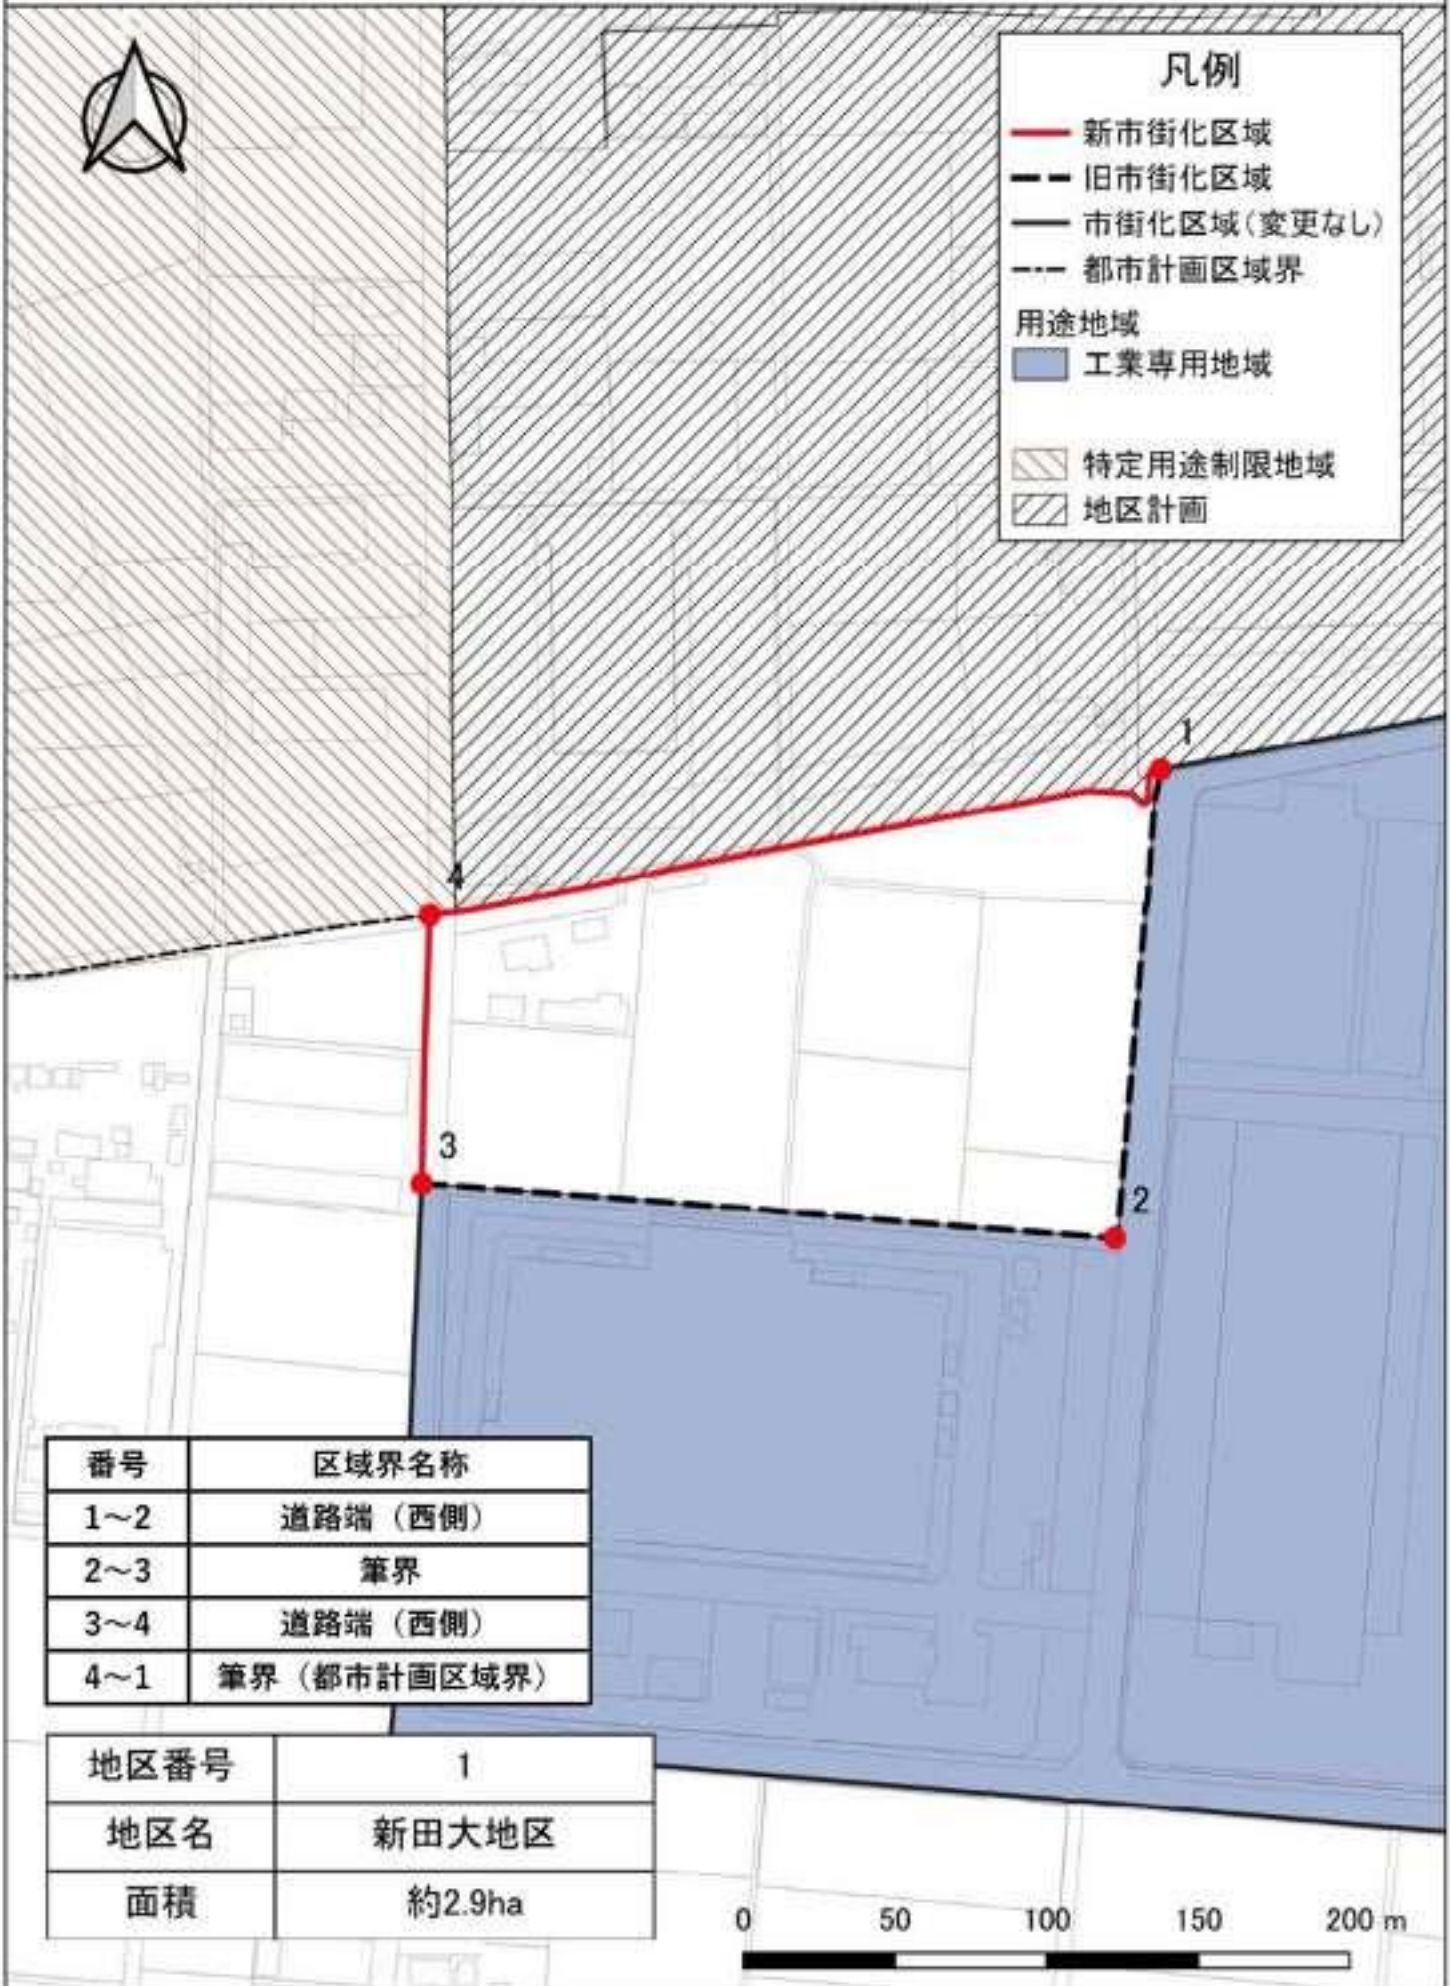 凡例
新市街化区域
旧市街化区域
市街化区域(変更なし)
都市計画区域界
用途地域
工業専用地域
特定用途制限地域
地区計画
1
4
3
2
番号 区域界名称
1～2 道路端（西側）
2～3 筆界
3～4 道路端（西側）
4～1 筆界（都市計画区域界）
地区番号 1
地区名 新田大地区
面積 約2.9ha
0 50 100 150 200 m